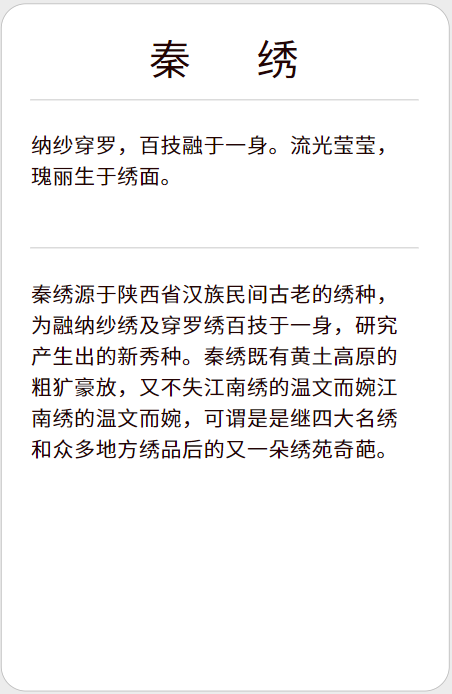 秦 绣
纳纱穿罗，百技融于一身。流光莹莹，
瑰丽生于绣面。
秦绣源于陕西省汉族民间古老的绣种，
为融纳纱绣及穿罗绣百技于一身，研究
产生出的新秀种。秦绣既有黄土高原的
粗犷豪放，又不失江南绣的温文而婉江
南绣的温文而婉，可谓是是继四大名绣
和众多地方绣品后的又一朵绣苑奇葩。